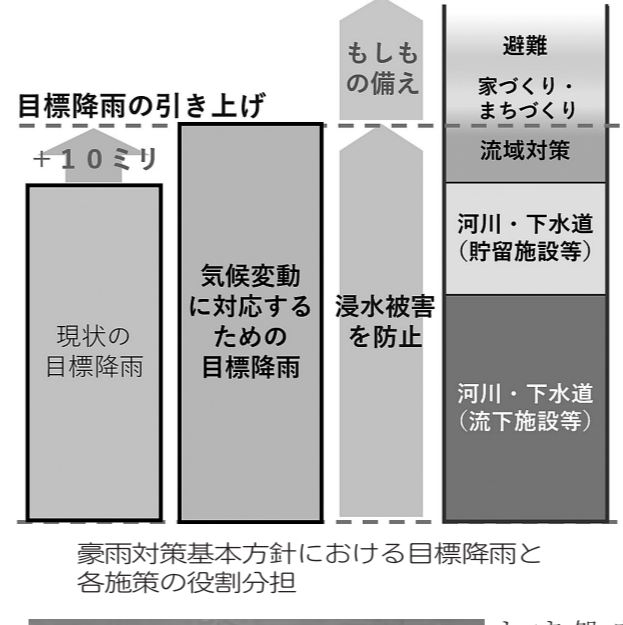 もしも
の備え
避難
家づくり・
まちづくり
目標降雨の引き上げ
＋１０ミリ
流域対策
河川・下水道
（貯留施設等）
気候変動
に対応する
ための
目標降雨
浸水被害
を防止
現状の
目標降雨
河川・下水道
（流下施設等）
豪雨対策基本方針における目標降雨と
各施策の役割分担